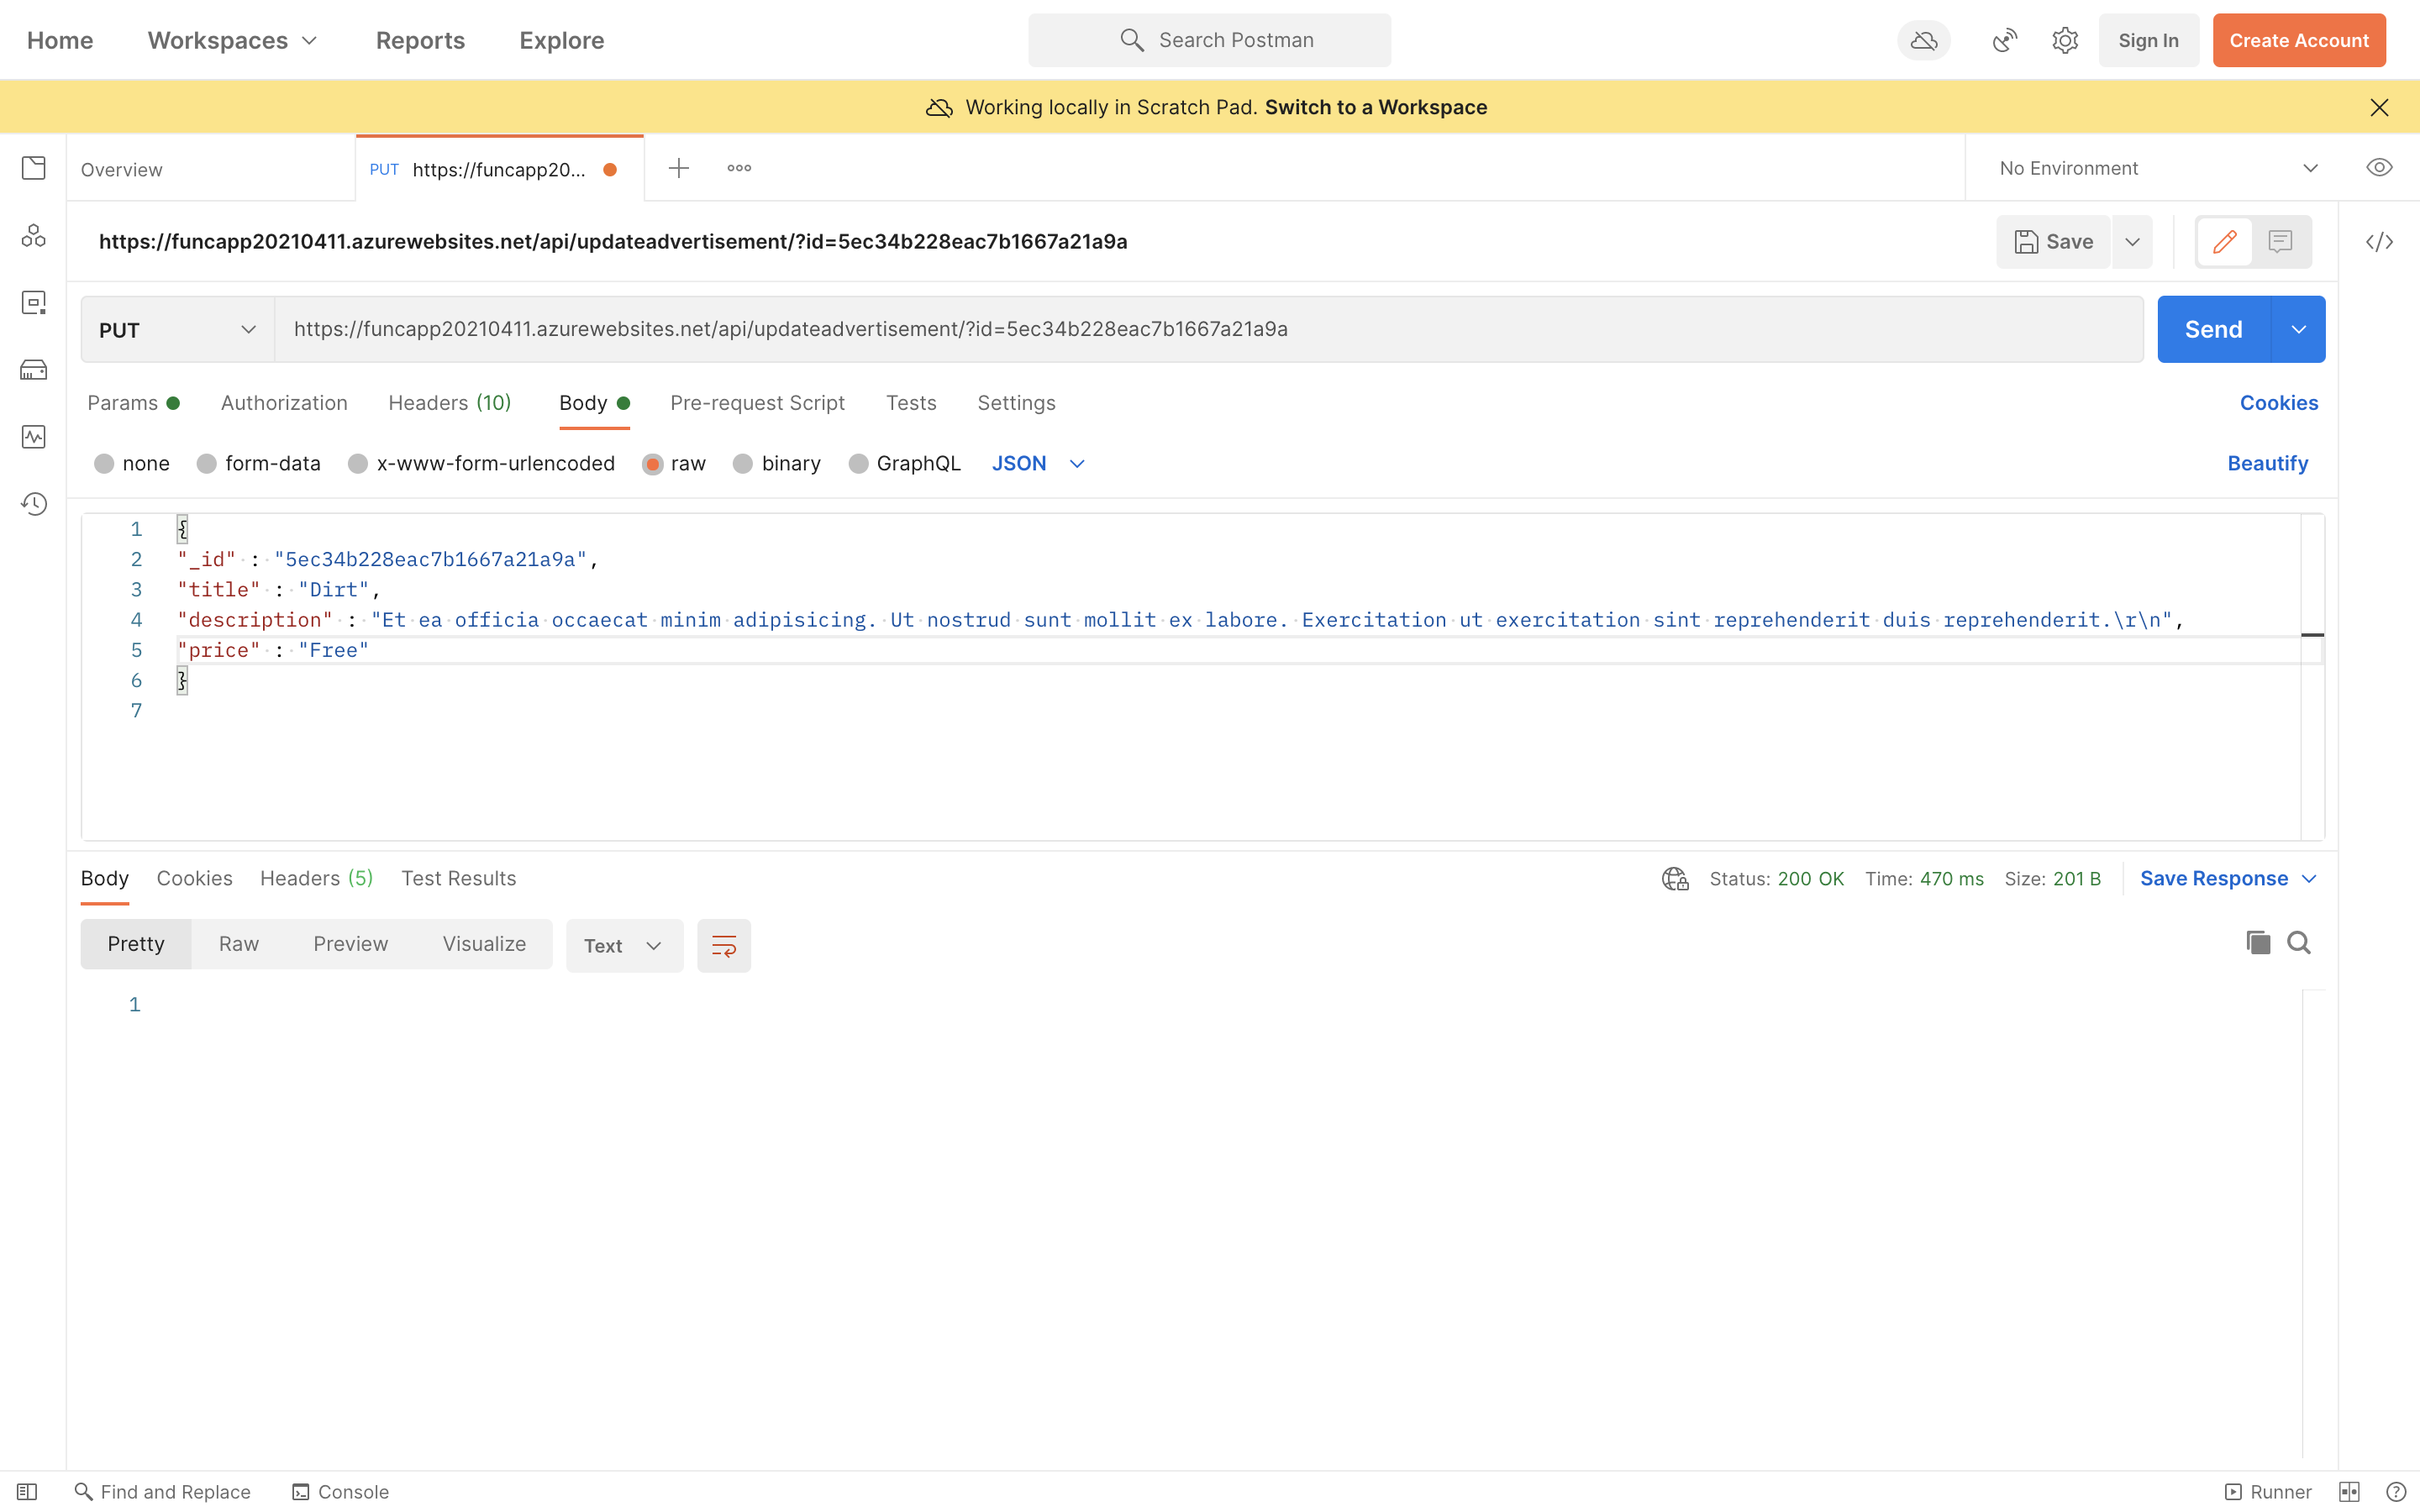 Home Workspaces Reports Explore Search Postman Sign In Create Account
Working locally in Scratch Pad. Switch to a Workspace
Overview PUT https://funcapp20... No Environment
https://funcapp20210411.azurewebsites.net/api/updateadvertisement/?id=5ec34b228eac7b1667a21a9a Save
PUT https://funcapp20210411.azurewebsites.net/api/updateadvertisement/?id=5ec34b228eac7b1667a21a9a Send
Params Authorization Headers (10) Body Pre-request Script Tests Settings Cookies
none form-data x-www-form-urlencoded raw binary GraphQL JSON Beautify
1 {
2 "_id" : "5ec34b228eac7b1667a21a9a",
3 "title" : "Dirt",
4 "description" : "Et ea officia occaecat minim adipisicing. Ut nostrud sunt mollit ex labore. Exercitation ut exercitation sint reprehenderit duis reprehenderit.\r\n",
5 "price" : "Free"
6 }
7
Body Cookies Headers (5) Test Results Status: 200 OK Time: 470 ms Size: 201 B Save Response
Pretty Raw Preview Visualize Text
1
Find and Replace Console Runner